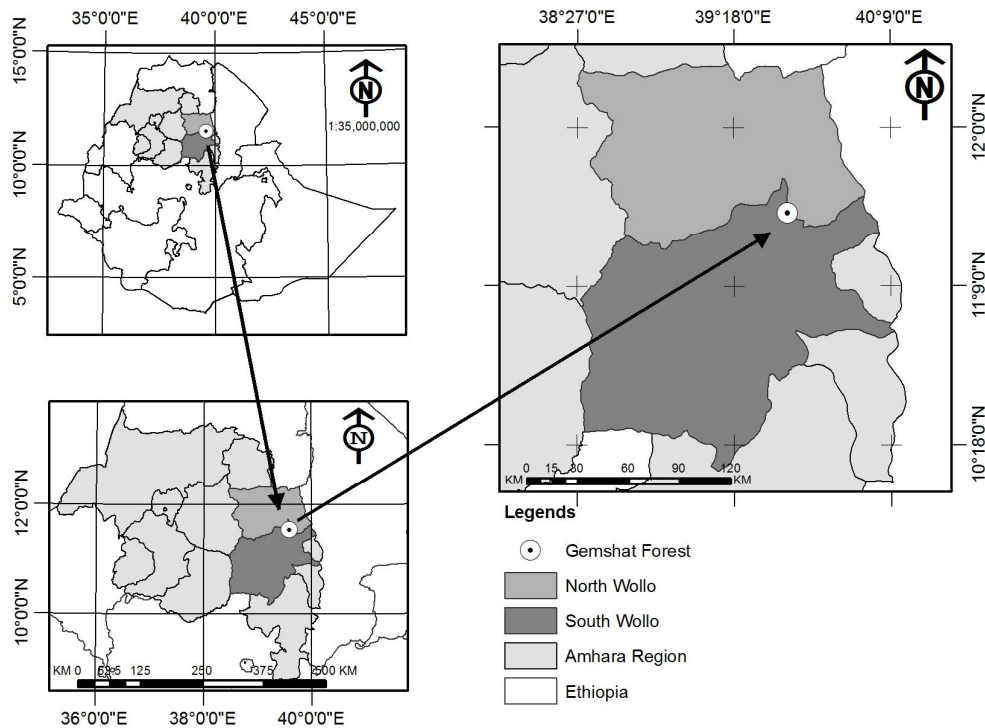 35°0'0"E 40°0'0"E 45°0'0"E
15°0'0"N
10°0'0"N
5°0'0"N
N
1:35,000,000
38°27'0"E 39°18'0"E 40°9'0"E
N
12°0'0"N
11°9'0"N
10°18'0"N
0 15 30 60 90 120
KM KM
N
12°0'0"N
10°0'0"N
KM 0 62.5 125 250 375 500 KM
36°0'0"E 38°0'0"E 40°0'0"E
Legends
Gemshat Forest
North Wollo
South Wollo
Amhara Region
Ethiopia